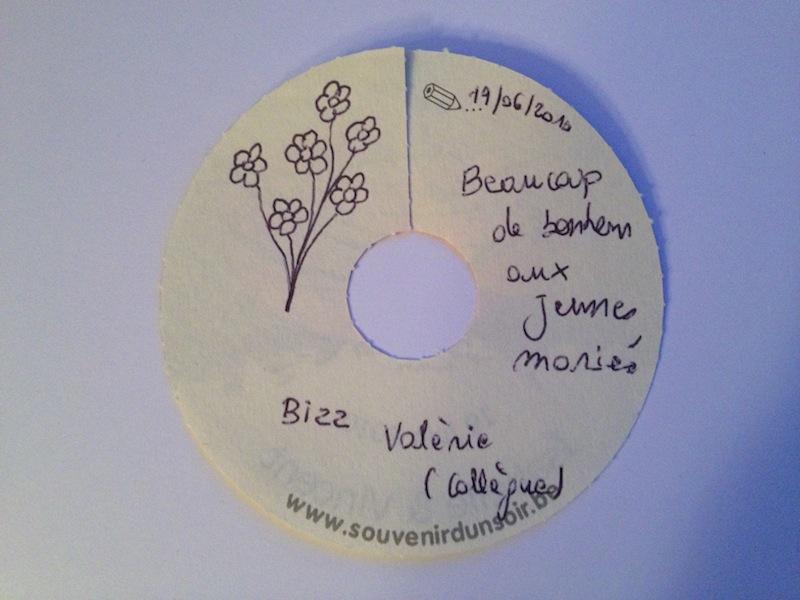 19/06/2010
Beaucoup
de bonheur
aux
jeunes
mariés
Bizz
Valérie
(Collègue)
www.souvenirdunsoir.be